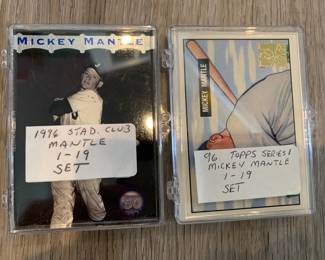 MICKEY MANTLE
1996 STAD. CLUB
MANTLE
1-19
SET
MICKEY MANTLE
96 TOPPS SERIES 1
MICKEY MANTLE
1-19
SET